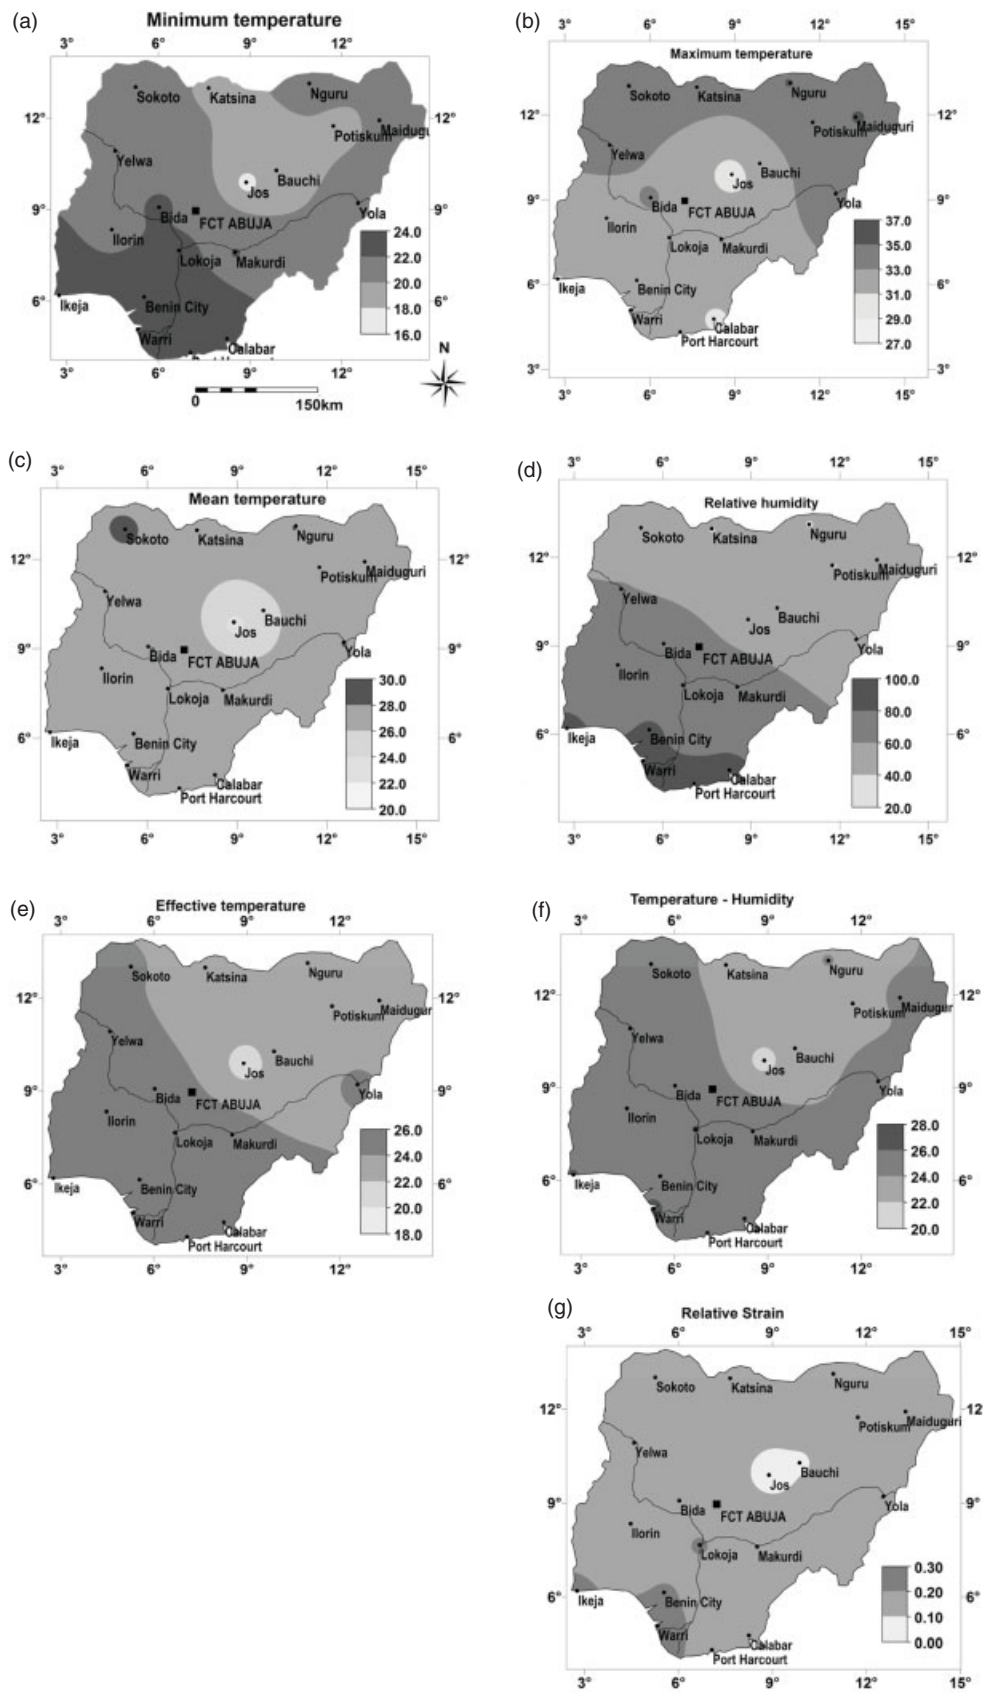 (a)
Minimum temperature
3° 6° 9° 12°
Sokoto
Katsina
Nguru
12°
Potiskum
Maidugu
Yelwa
Bauchi
Jos
9°
Bida
FCT ABUJA
Yola
Ilorin
Lokoja
Makurdi
24.0
22.0
20.0
18.0
16.0
6°
Ikeja
Benin City
Warri
Calabar
3° 6° 9° 12°
N
0 150km
(b)
3° 6° 9° 12° 15°
Maximum temperature
Sokoto
Katsina
Nguru
12° 12°
Potiskum
Maiduguri
Yelwa
Bauchi
Jos
9° 9°
Bida
FCT ABUJA
Yola
Ilorin
Lokoja
Makurdi
37.0
35.0
33.0
31.0
29.0
27.0
6° 6°
Ikeja
Benin City
Warri
Calabar
Port Harcourt
3° 3°
3° 6° 9° 12° 15°
(c)
3° 6° 9° 12° 15°
Mean temperature
Sokoto
Katsina
Nguru
12° 12°
Potiskum
Maiduguri
Yelwa
Bauchi
Jos
9° 9°
Bida
FCT ABUJA
Yola
Ilorin
Lokoja
Makurdi
30.0
28.0
26.0
24.0
22.0
20.0
6° 6°
Ikeja
Benin City
Warri
Calabar
Port Harcourt
3° 6° 9° 12° 15°
(d)
3° 6° 9° 12° 15°
Relative humidity
Sokoto
Katsina
Nguru
12° 12°
Potiskum
Maiduguri
Yelwa
Bauchi
Jos
9° 9°
Bida
FCT ABUJA
Yola
Ilorin
Lokoja
Makurdi
100.0
80.0
60.0
40.0
20.0
6° 6°
Ikeja
Benin City
Warri
Calabar
Port Harcourt
3° 6° 9° 12° 15°
(e)
Effective temperature
3° 6° 9° 12°
Sokoto
Katsina
Nguru
12° 12°
Potiskum
Maidugur
Yelwa
Bauchi
Jos
9° 9°
Bida
FCT ABUJA
Yola
Ilorin
Lokoja
Makurdi
26.0
24.0
22.0
20.0
18.0
6° 6°
Ikeja
Benin City
Warri
Calabar
Port Harcourt
3° 6° 9° 12°
(f)
Temperature - Humidity
3° 6° 9° 12°
Sokoto
Katsina
Nguru
12° 12°
Potiskum
Maidugur
Yelwa
Bauchi
Jos
9° 9°
Bida
FCT ABUJA
Yola
Ilorin
Lokoja
Makurdi
28.0
26.0
24.0
22.0
20.0
6° 6°
Ikeja
Benin City
Warri
Calabar
Port Harcourt
3° 6° 9° 12°
(g)
Relative Strain
3° 6° 9° 12° 15°
Sokoto
Katsina
Nguru
12° 12
Potiskum
Maiduguri
Yelwa
Bauchi
Jos
9° 9°
Bida
FCT ABUJA
Yola
Ilorin
Lokoja
Makurdi
0.30
0.20
0.10
0.00
6° 6°
Ikeja
Benin City
Warri
Calabar
Port Harcourt
3° 6° 9° 12° 15°